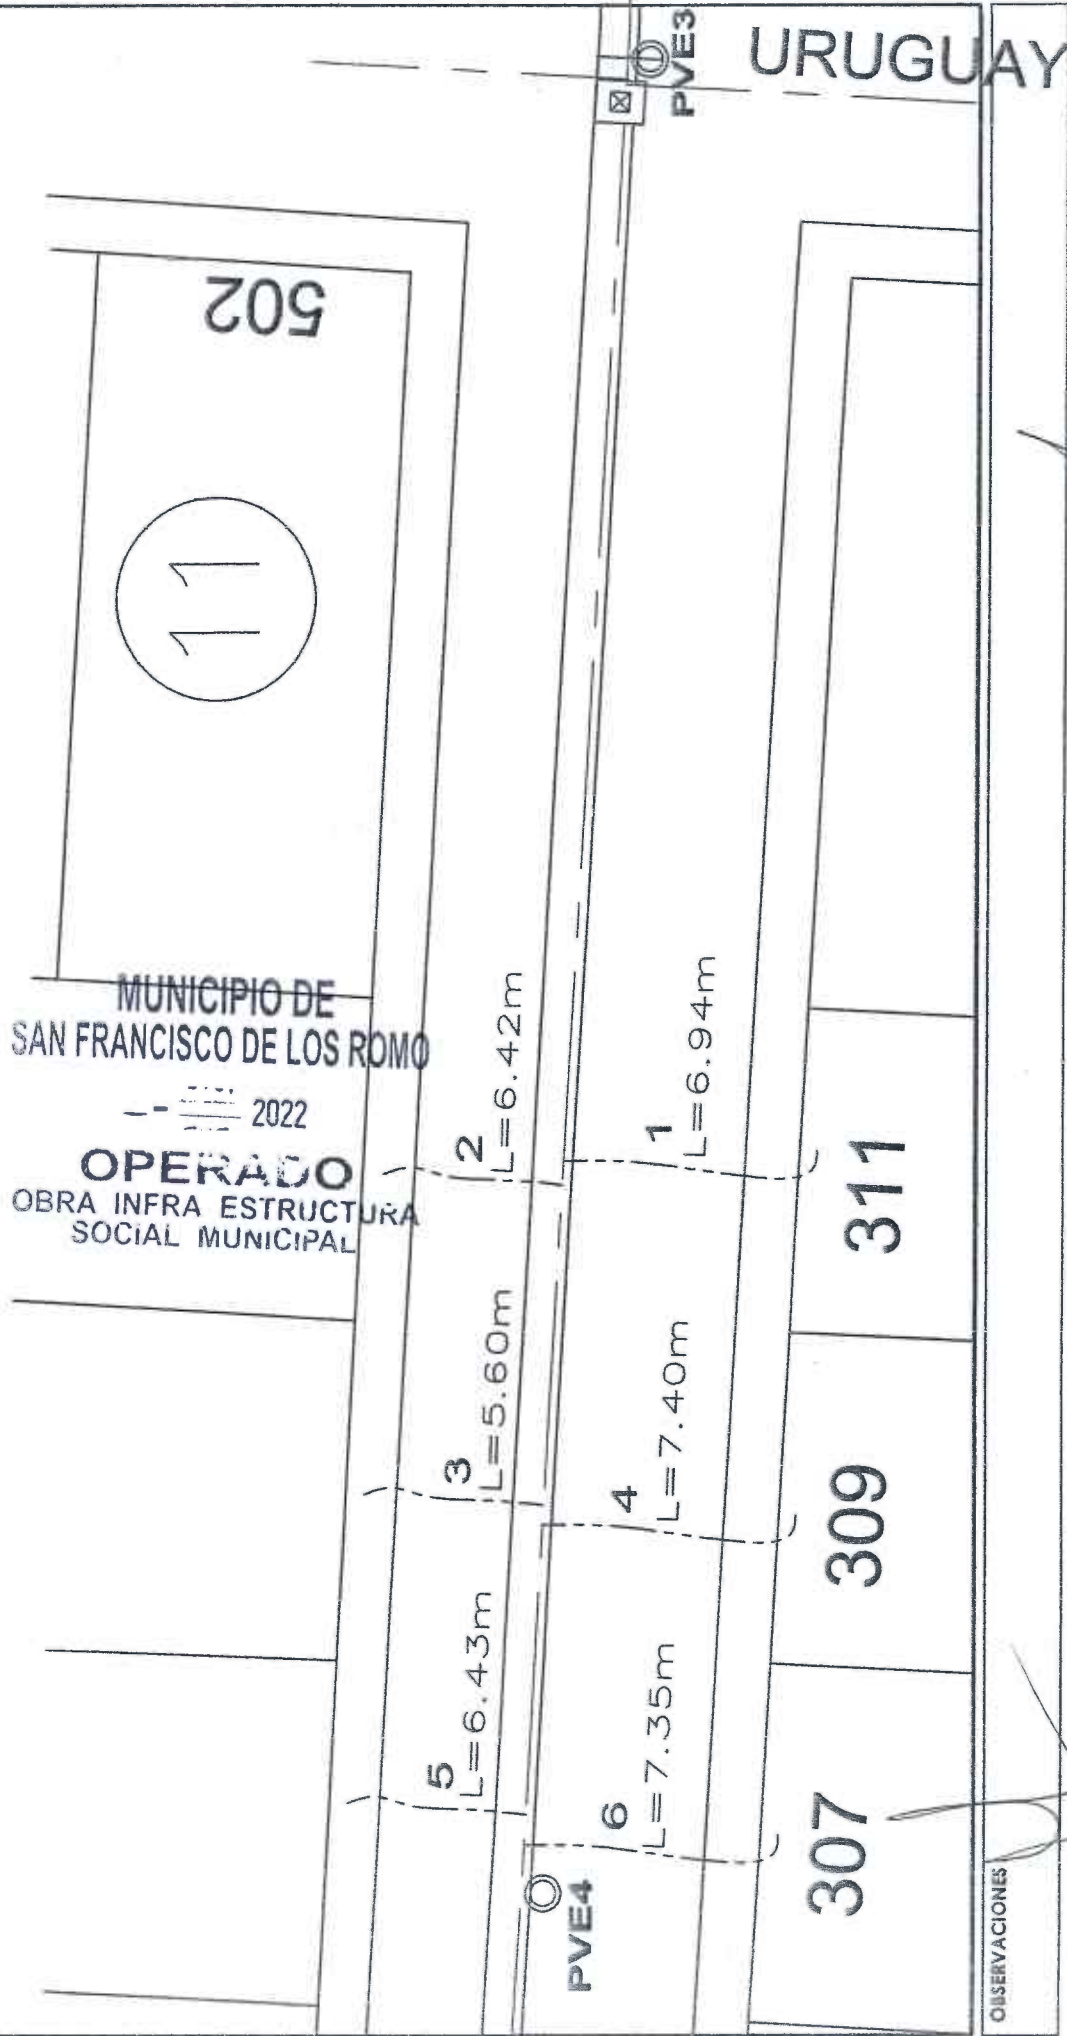 URUGUAY
PVE3
502
11
MUNICIPIO DE
SAN FRANCISCO DE LOS ROMO
2022
OPERADO
OBRA INFRA ESTRUCTURA
SOCIAL MUNICIPAL
2
L=6.42m
1
L=6.94m
311
3
L=5.60m
4
L=7.40m
309
5
L=6.43m
6
L=7.35m
307
PVE4
OBSERVACIONES